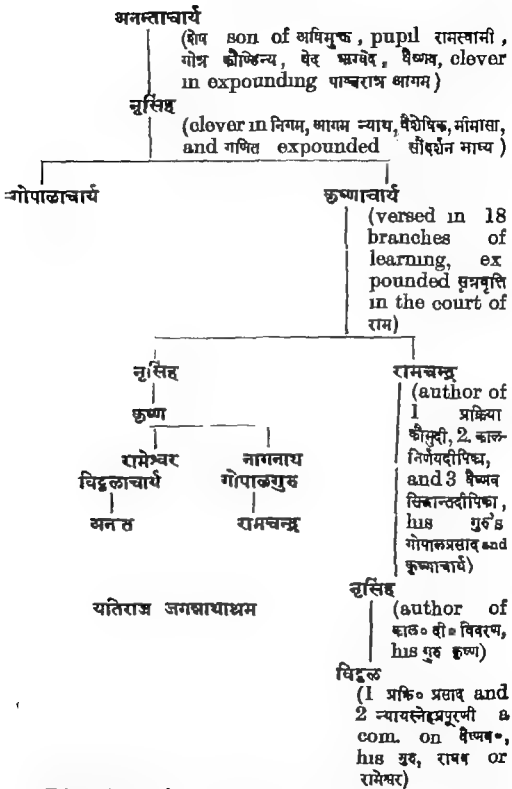 अनन्ताचार्य
(शेष son of अधिमुक्त, pupil रामस्वामी,
गोत्र कौण्डिन्य, वेद ऋग्वेद, वैष्णव, clever
in expounding पाञ्चरात्र आगम)
नृसिंह
(clever in निगम, आगम न्याय, वैशेषिक, मीमासा,
and गणित expounded सौदर्शन भाष्य)
गोपाळाचार्य कृष्णाचार्य
(versed in 18
branches of
learning, ex
pounded सूत्रवृत्ति
in the court of
राम)
नृसिंह रामचन्द्र
कृष्ण (author of
1 प्रक्रिया
रामेश्वर नागनाथ कौमुदी, 2. काल-
विट्ठलाचार्य गोपाळगुरु निर्णयदीपिका,
and 3 वैष्णव
अनत रामचन्द्र सिद्धान्तदीपिका,
his गुरु's
गोपालप्रसाद and
कृष्णाचार्य)
नृसिंह
यतिराज जगन्नाथाश्रम (author of
काल० दी० विवरण,
his गुरु कृष्ण)
विट्ठल
(1 प्रक्रि० प्रसाद and
2 न्यायस्नेहप्रपूरणी a
com. on वैष्णव०,
his गुरु, राघव or
रामेश्वर)